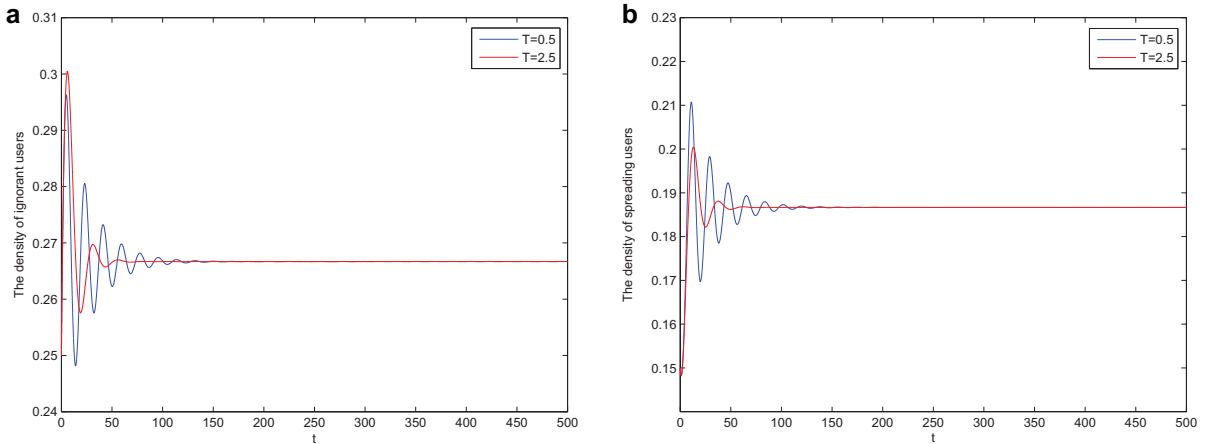 a
0.31
0.3
0.29
0.28
0.27
0.26
0.25
0.24
The density of ignorant users
0 50 100 150 200 250 300 350 400 450 500
t
T=0.5
T=2.5
b
0.23
0.22
0.21
0.2
0.19
0.18
0.17
0.16
0.15
The density of spreading users
0 50 100 150 200 250 300 350 400 450 500
t
T=0.5
T=2.5